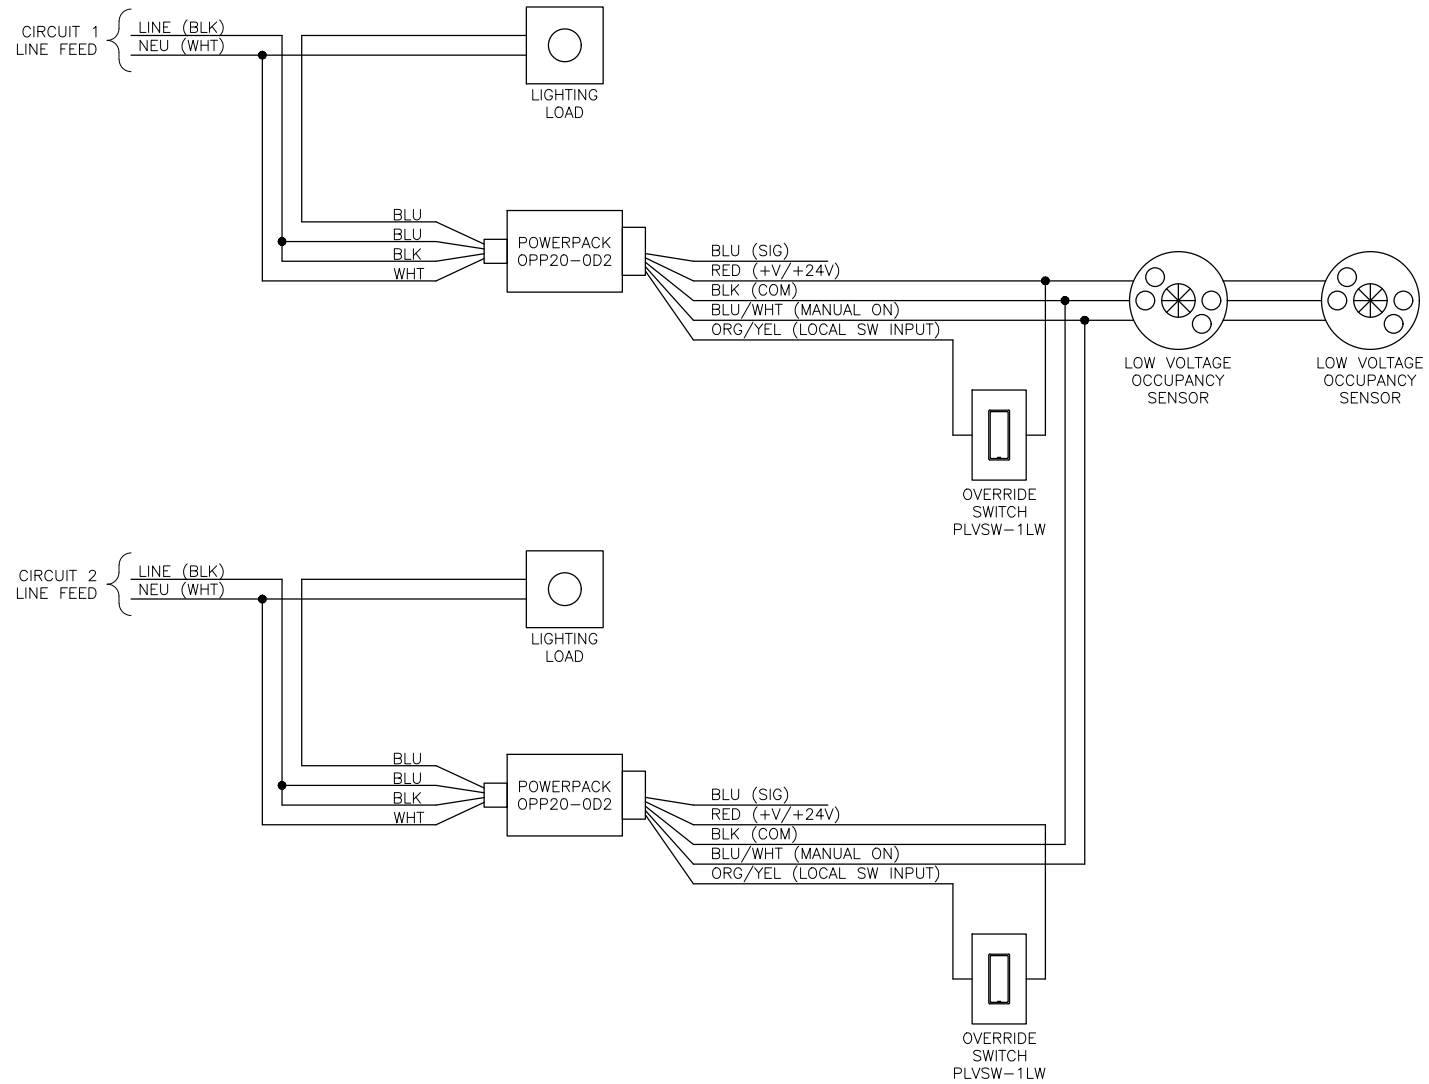 CIRCUIT 1
LINE FEED
LINE (BLK)
NEU (WHT)
LIGHTING
LOAD
BLU
BLU
BLK
WHT
POWERPACK
OPP20-0D2
BLU (SIG)
RED (+V/+24V)
BLK (COM)
BLU/WHT (MANUAL ON)
ORG/YEL (LOCAL SW INPUT)
LOW VOLTAGE
OCCUPANCY
SENSOR
LOW VOLTAGE
OCCUPANCY
SENSOR
OVERRIDE
SWITCH
PLVSW-1LW
CIRCUIT 2
LINE FEED
LINE (BLK)
NEU (WHT)
LIGHTING
LOAD
BLU
BLU
BLK
WHT
POWERPACK
OPP20-0D2
BLU (SIG)
RED (+V/+24V)
BLK (COM)
BLU/WHT (MANUAL ON)
ORG/YEL (LOCAL SW INPUT)
OVERRIDE
SWITCH
PLVSW-1LW